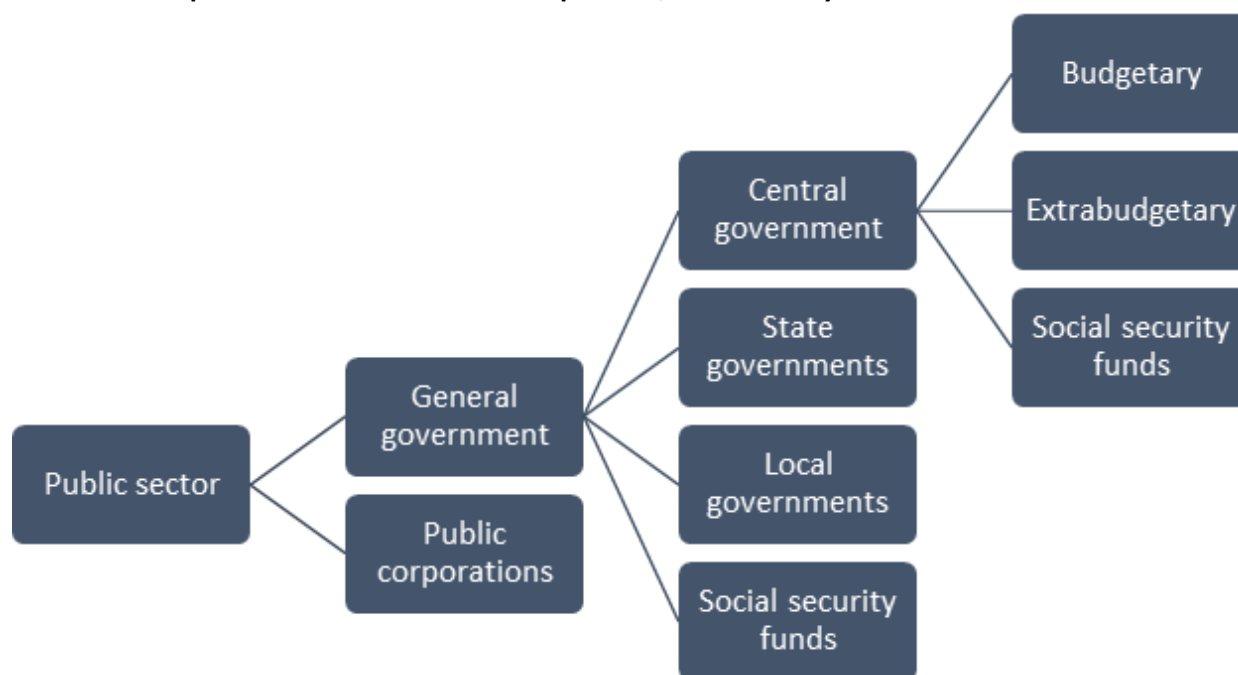 Budgetary
Central
government
Extrabudgetary
State
governments
Social security
funds
General
government
Public sector
Local
governments
Public
corporations
Social security
funds